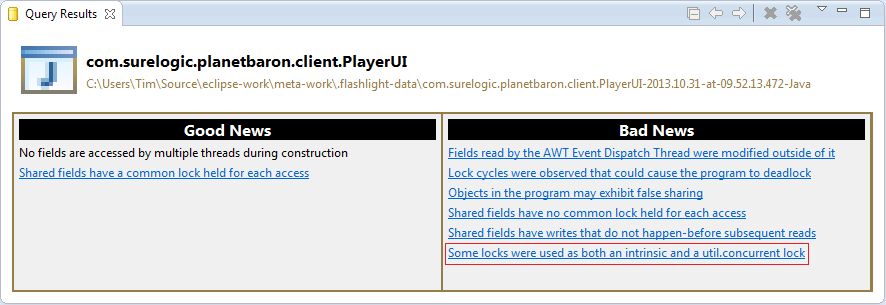 Query Results
com.surelogic.planetbaron.client.PlayerUI
C:\Users\Tim\Source\eclipse-work\meta-work\.flashlight-data\com.surelogic.planetbaron.client.PlayerUI-2013.10.31-at-09.52.13.472-Java
Good News
No fields are accessed by multiple threads during construction
Shared fields have a common lock held for each access
Bad News
Fields read by the AWT Event Dispatch Thread were modified outside of it
Lock cycles were observed that could cause the program to deadlock
Objects in the program may exhibit false sharing
Shared fields have no common lock held for each access
Shared fields have writes that do not happen-before subsequent reads
Some locks were used as both an intrinsic and a util.concurrent lock